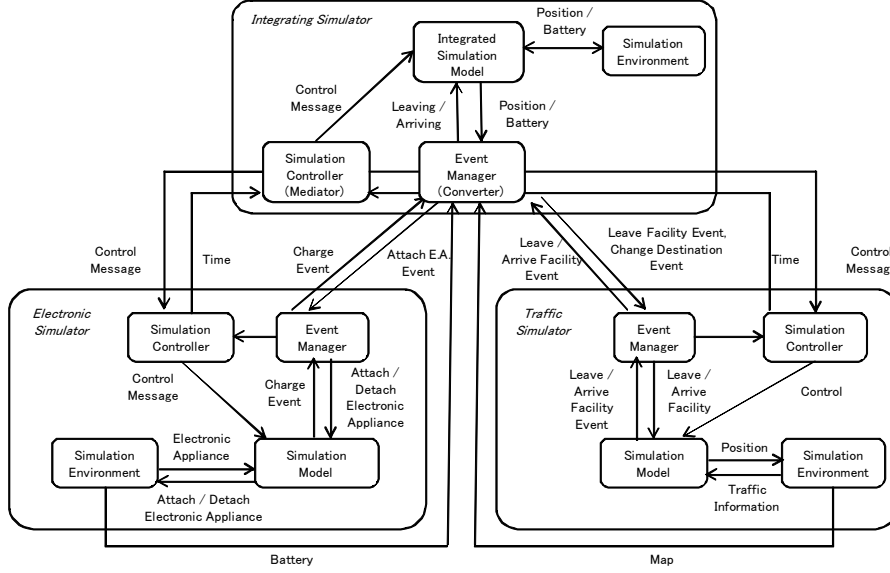 Integrating Simulator
Position /
Battery
Integrated
Simulation
Model
Simulation
Environment
Control
Message
Leaving /
Arriving
Position /
Battery
Simulation
Controller
(Mediator)
Event
Manager
(Converter)
Control
Message
Time
Charge
Event
Attach E.A.
Event
Leave /
Arrive Facility
Event
Leave Facility Event,
Change Destination
Event
Time
Control
Message
Electronic
Simulator
Simulation
Controller
Event
Manager
Control
Message
Charge
Event
Attach /
Detach
Electronic
Appliance
Electronic
Appliance
Simulation
Environment
Simulation
Model
Attach / Detach
Electronic Appliance
Traffic
Simulator
Event
Manager
Simulation
Controller
Leave /
Arrive
Facility
Event
Leave /
Arrive
Facility
Control
Simulation
Model
Position
Simulation
Environment
Traffic
Information
Battery
Map